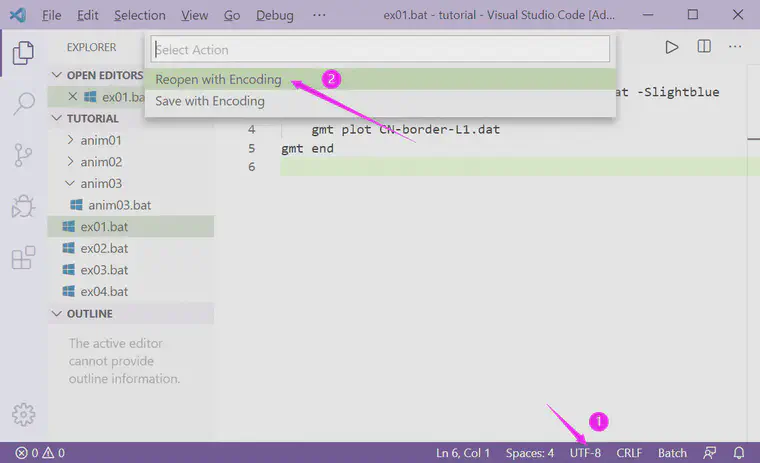 File Edit Selection View Go ··· ex01.bat - tutorial - Visual Studio Code [Ad...
EXPLORER
Select Action
Reopen with Encoding
2
Save with Encoding
OPEN EDITORS
ex01.ba
at -Slightblue
TUTORIAL
anim01
4 gmt plot CN-border-L1.dat
anim02
5 gmt end
anim03
6
anim03.bat
ex01.bat
ex02.bat
ex03.bat
ex04.bat
OUTLINE
The active editor
cannot provide
outline information.
1
0 0 Ln 6, Col 1 Spaces: 4 UTF-8 CRLF Batch